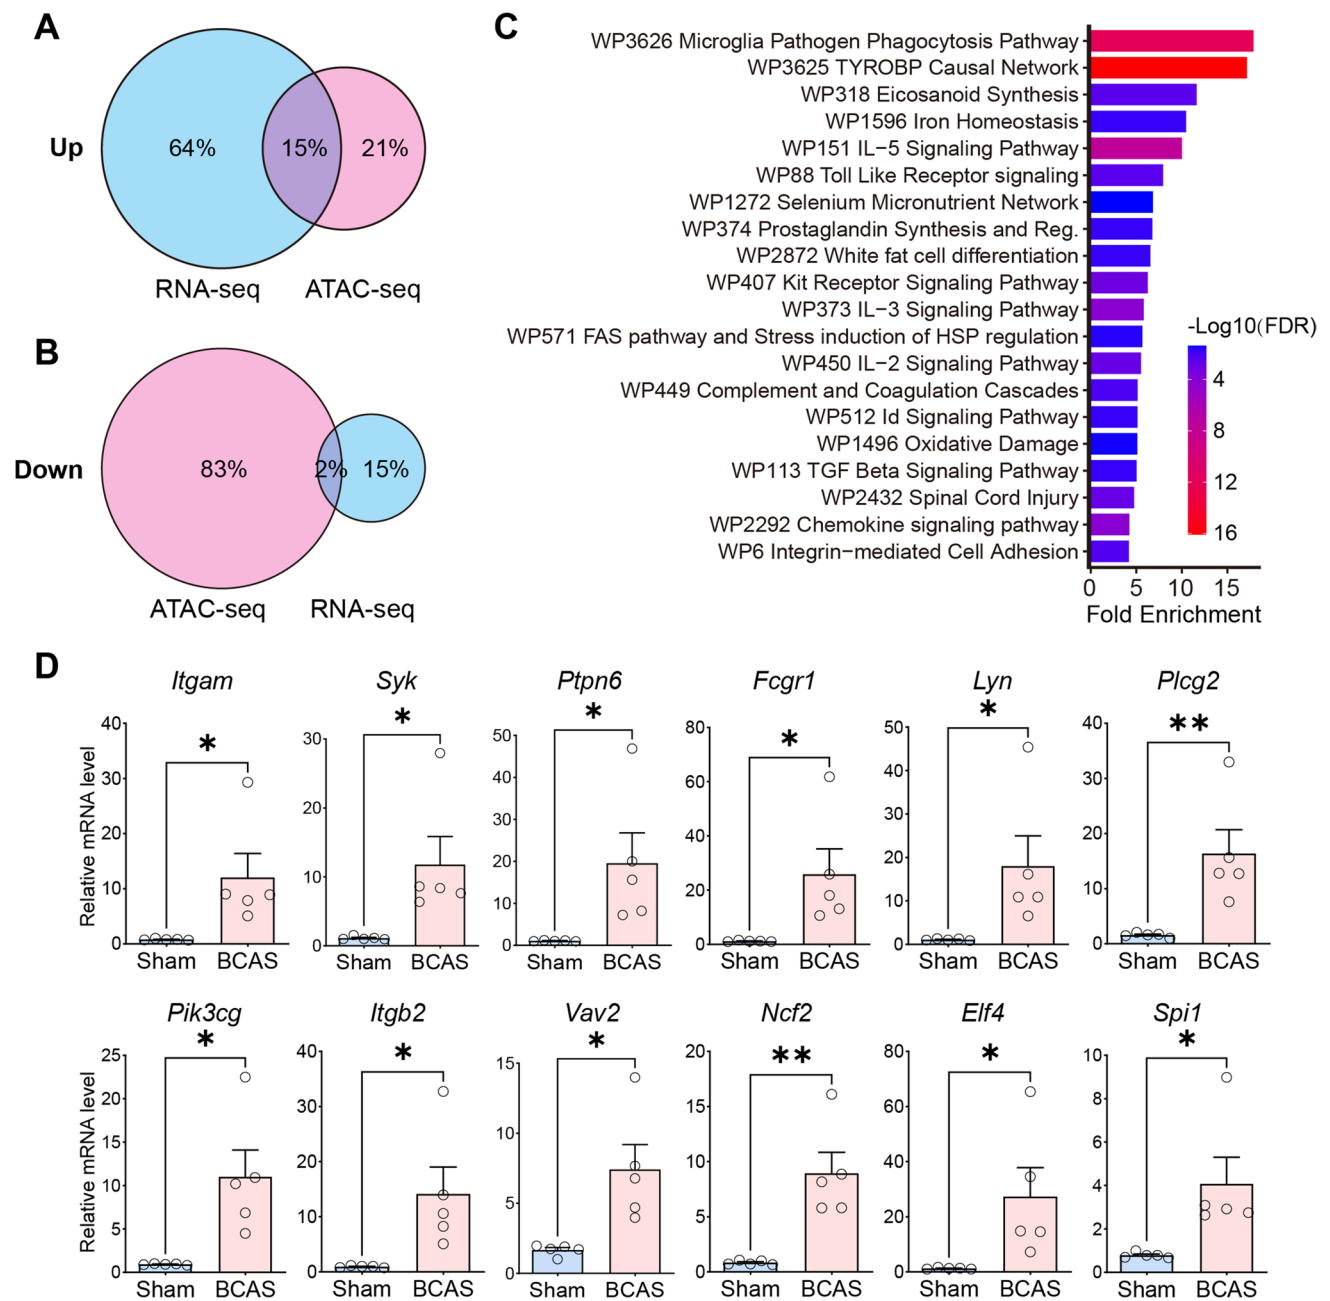 A
Up
64%
15%
21%
RNA-seq
ATAC-seq
B
Down
83%
2%
15%
ATAC-seq
RNA-seq
C
WP3626 Microglia Pathogen Phagocytosis Pathway
WP3625 TYROBP Causal Network
WP318 Eicosanoid Synthesis
WP1596 Iron Homeostasis
WP151 IL−5 Signaling Pathway
WP88 Toll Like Receptor signaling
WP1272 Selenium Micronutrient Network
WP374 Prostaglandin Synthesis and Reg.
WP2872 White fat cell differentiation
WP407 Kit Receptor Signaling Pathway
WP373 IL−3 Signaling Pathway
WP571 FAS pathway and Stress induction of HSP regulation
WP450 IL−2 Signaling Pathway
WP449 Complement and Coagulation Cascades
WP512 Id Signaling Pathway
WP1496 Oxidative Damage
WP113 TGF Beta Signaling Pathway
WP2432 Spinal Cord Injury
WP2292 Chemokine signaling pathway
WP6 Integrin−mediated Cell Adhesion
0 5 10 15
Fold Enrichment
-Log10(FDR)
4
8
12
16
D
Itgam
*
Relative mRNA level
40
30
20
10
0
Sham BCAS
Syk
*
30
20
10
0
Sham BCAS
Ptpn6
*
50
40
30
20
10
0
Sham BCAS
Fcgr1
*
80
60
40
20
0
Sham BCAS
Lyn
*
50
40
30
20
10
0
Sham BCAS
Plcg2
**
40
30
20
10
0
Sham BCAS
Pik3cg
*
Relative mRNA level
25
20
15
10
5
0
Sham BCAS
Itgb2
*
40
30
20
10
0
Sham BCAS
Vav2
*
15
10
5
0
Sham BCAS
Ncf2
**
20
15
10
5
0
Sham BCAS
Elf4
*
80
60
40
20
0
Sham BCAS
Spi1
*
10
8
6
4
2
0
Sham BCAS